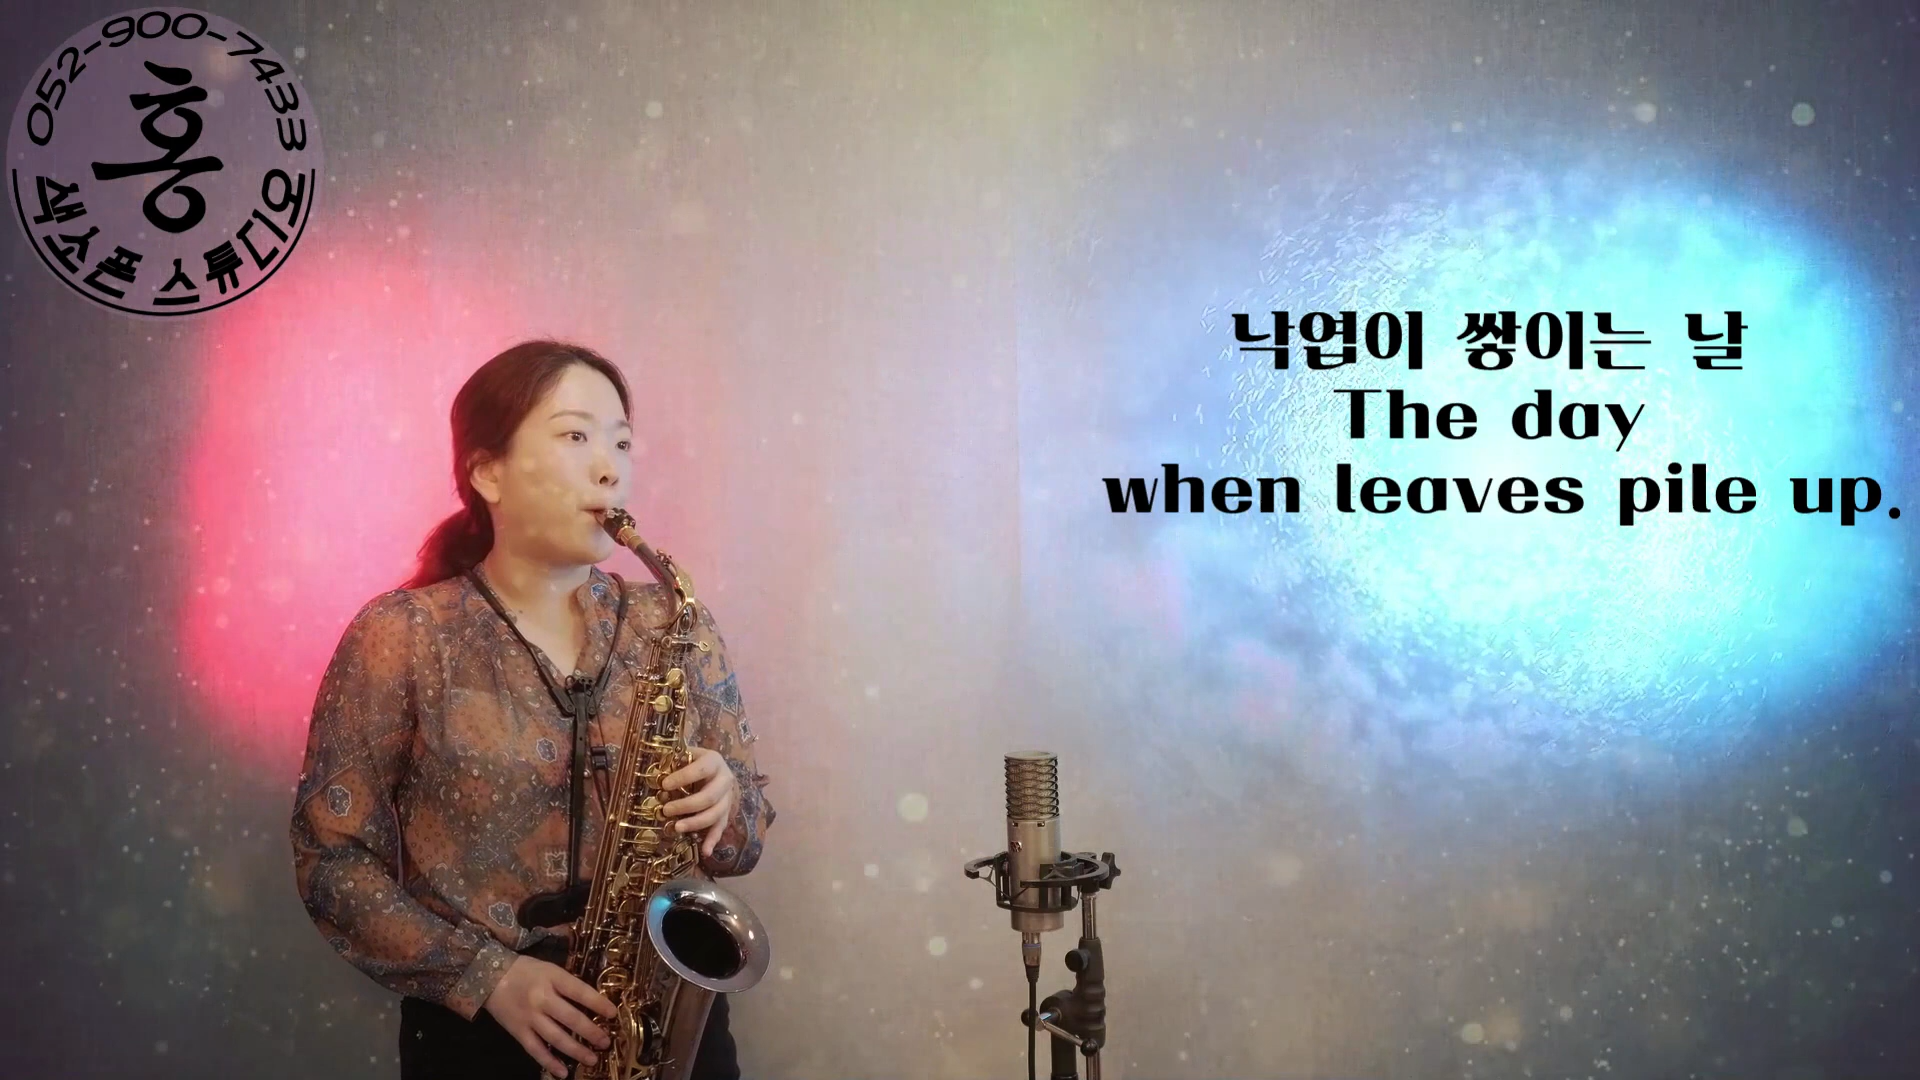 052-900-7433
홍
색소폰 스튜디오
낙엽이 쌓이는 날
The day
when leaves pile up.